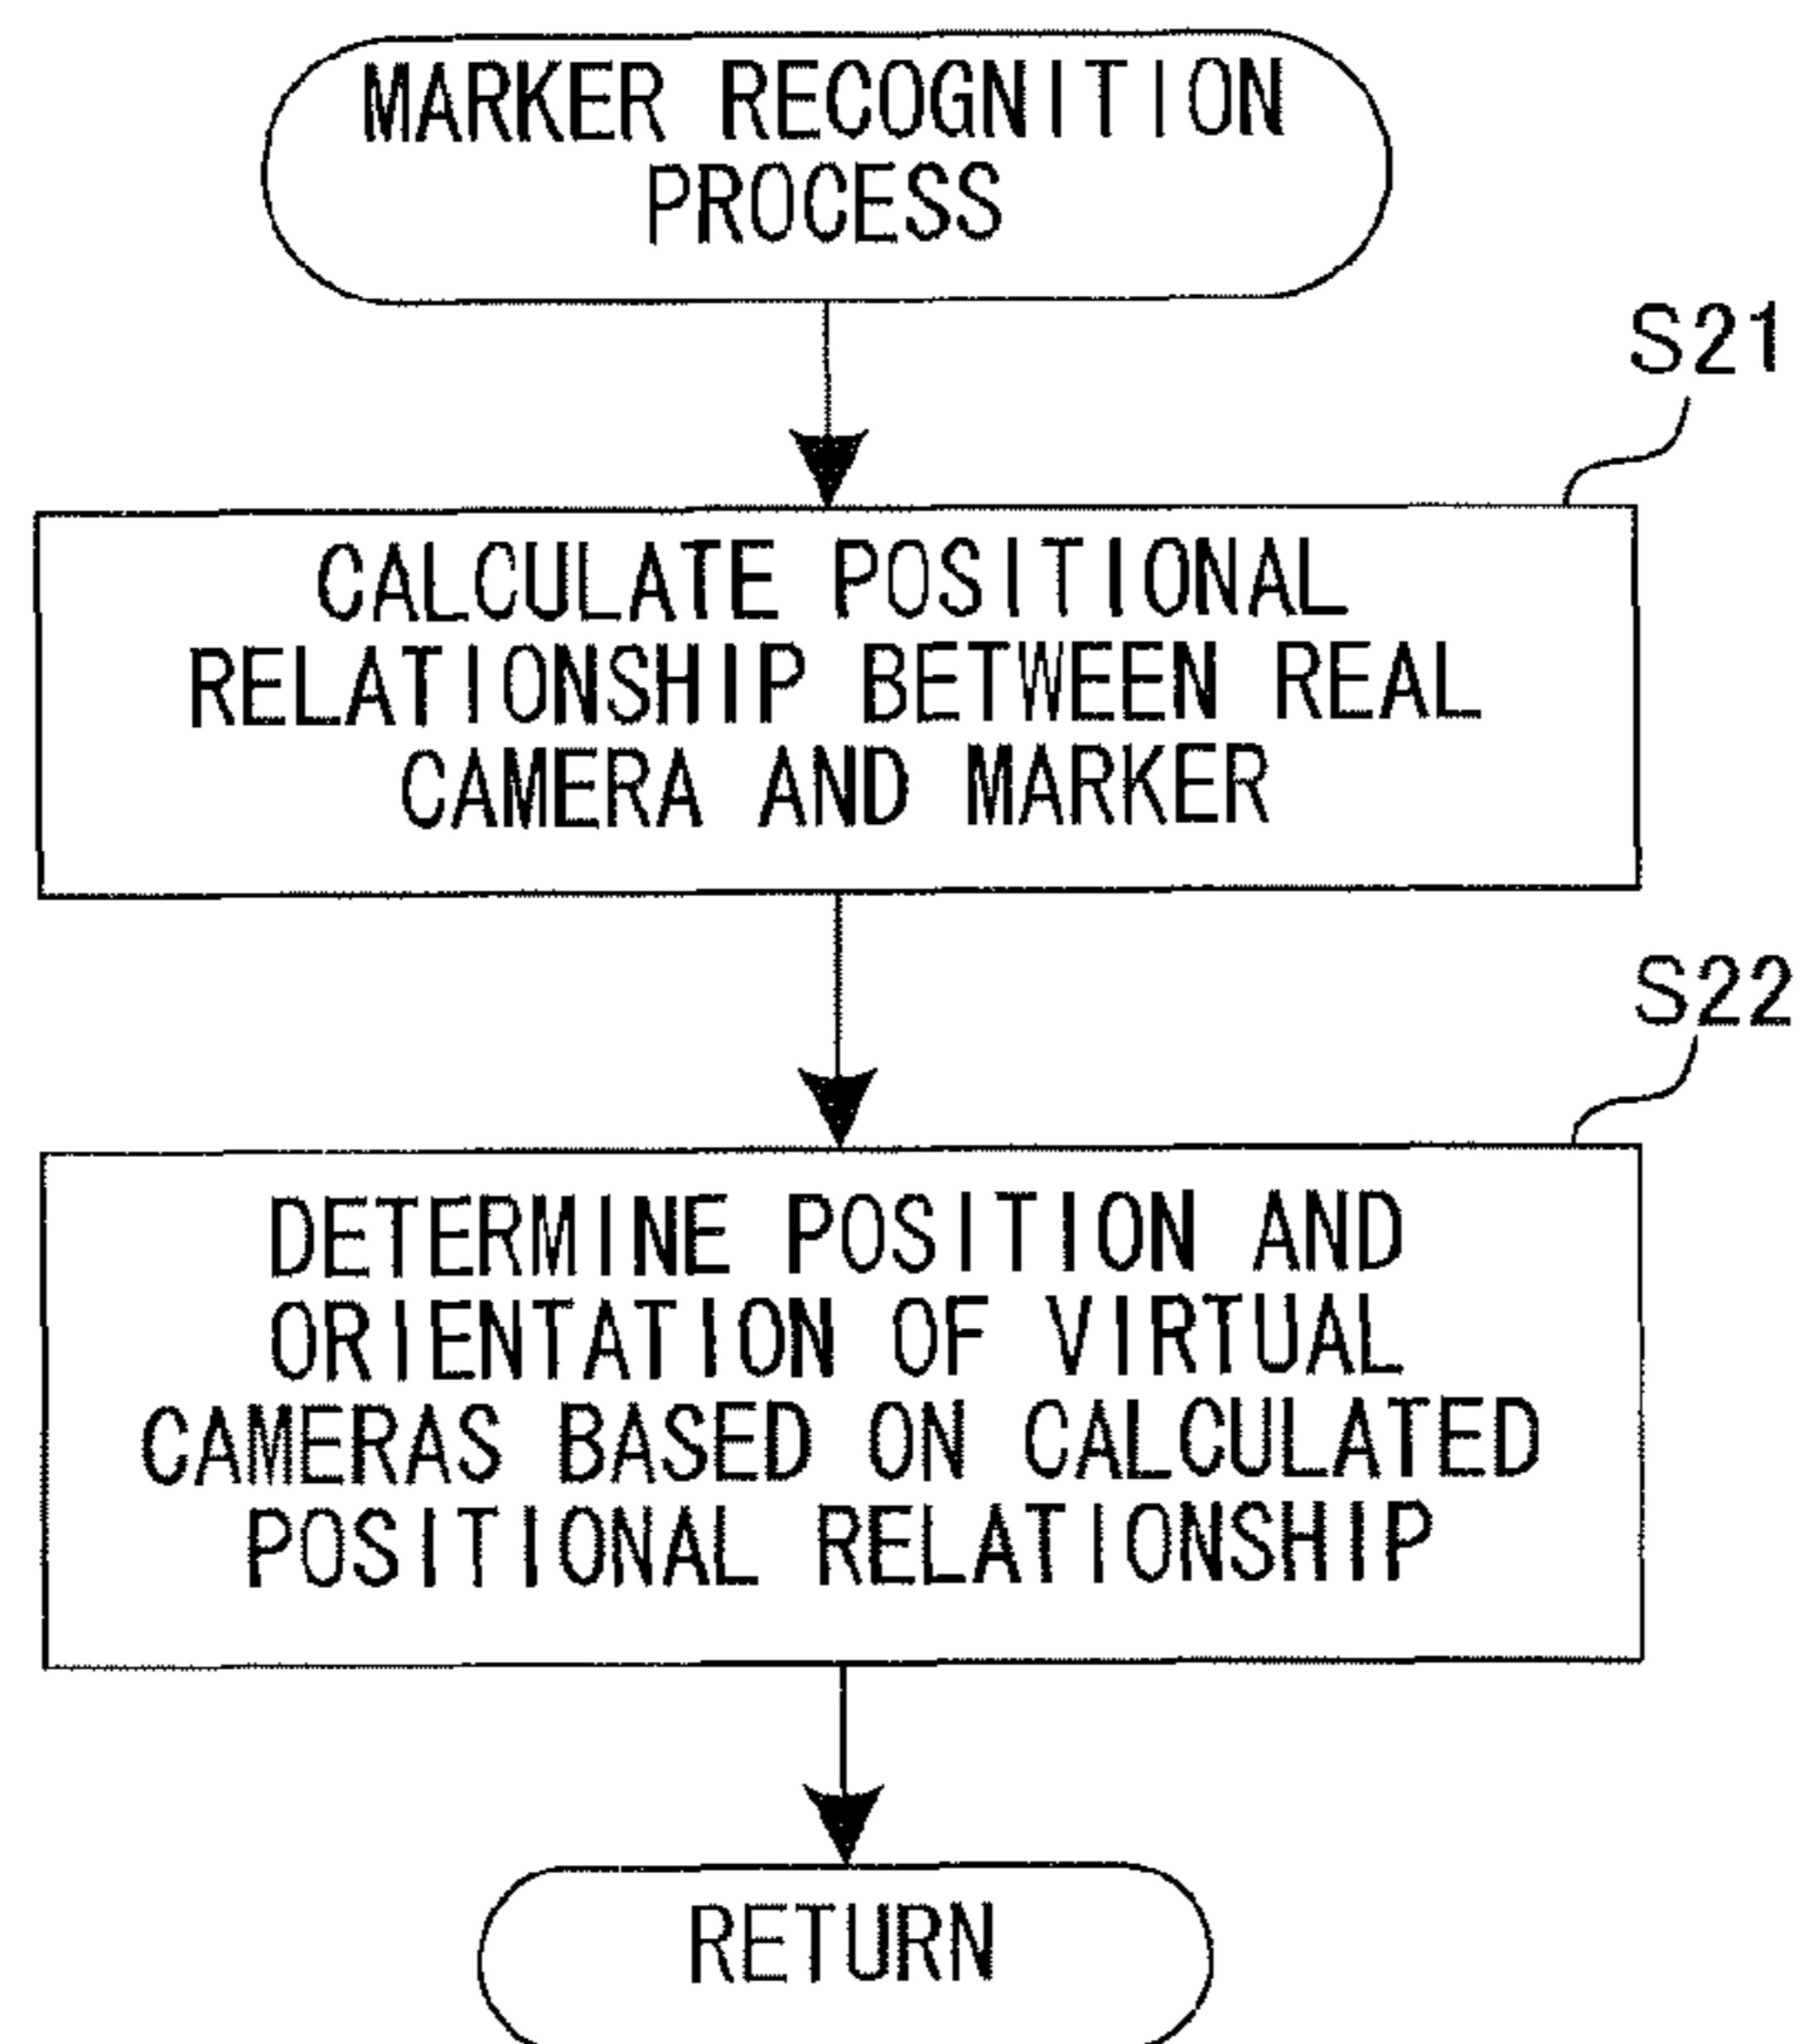 MARKER RECOGNITION
PROCESS
S21
CALCULATE POSITIONAL
RELATIONSHIP BETWEEN REAL
CAMERA AND MARKER
S22
DETERMINE POSITION AND
ORIENTATION OF VIRTUAL
CAMERAS BASED ON CALCULATED
POSITIONAL RELATIONSHIP
RETURN